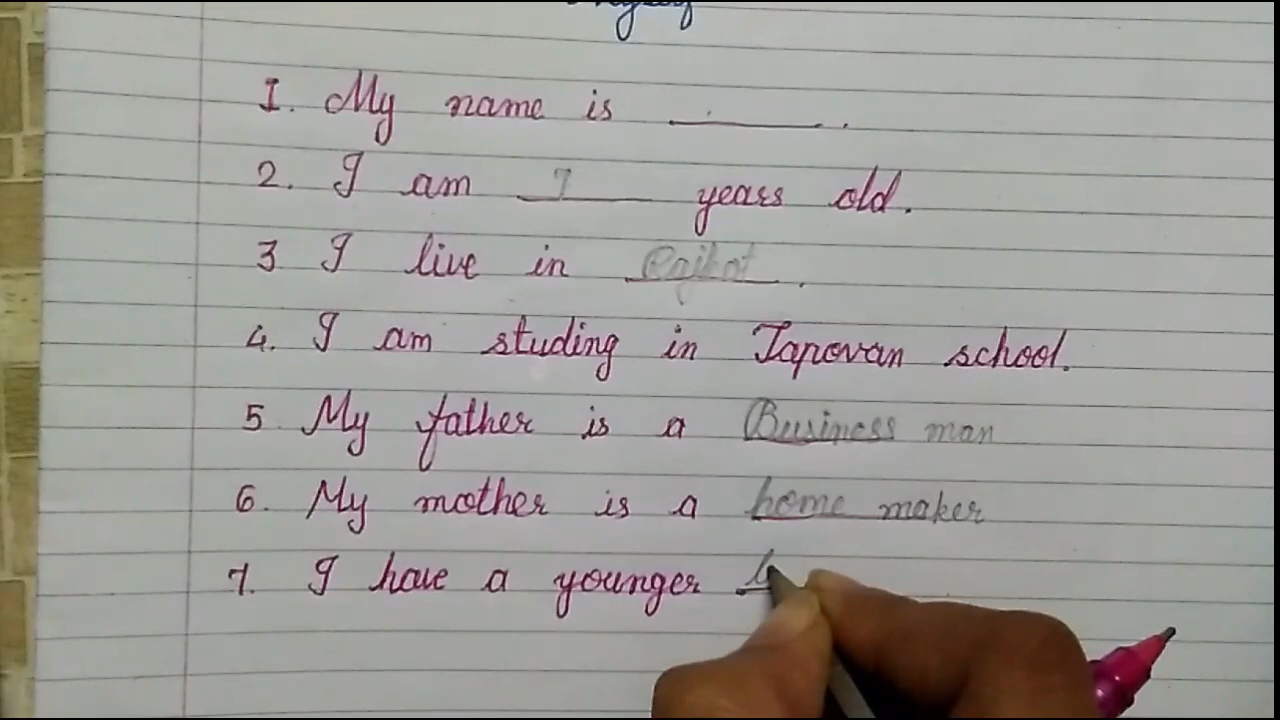 1. My name is ______.
2. I am 7 years old.
3 I live in Rajkot.
4. I am studing in Tapovan school.
5 My father is a Business man
6. My mother is a home maker
7. I have a younger